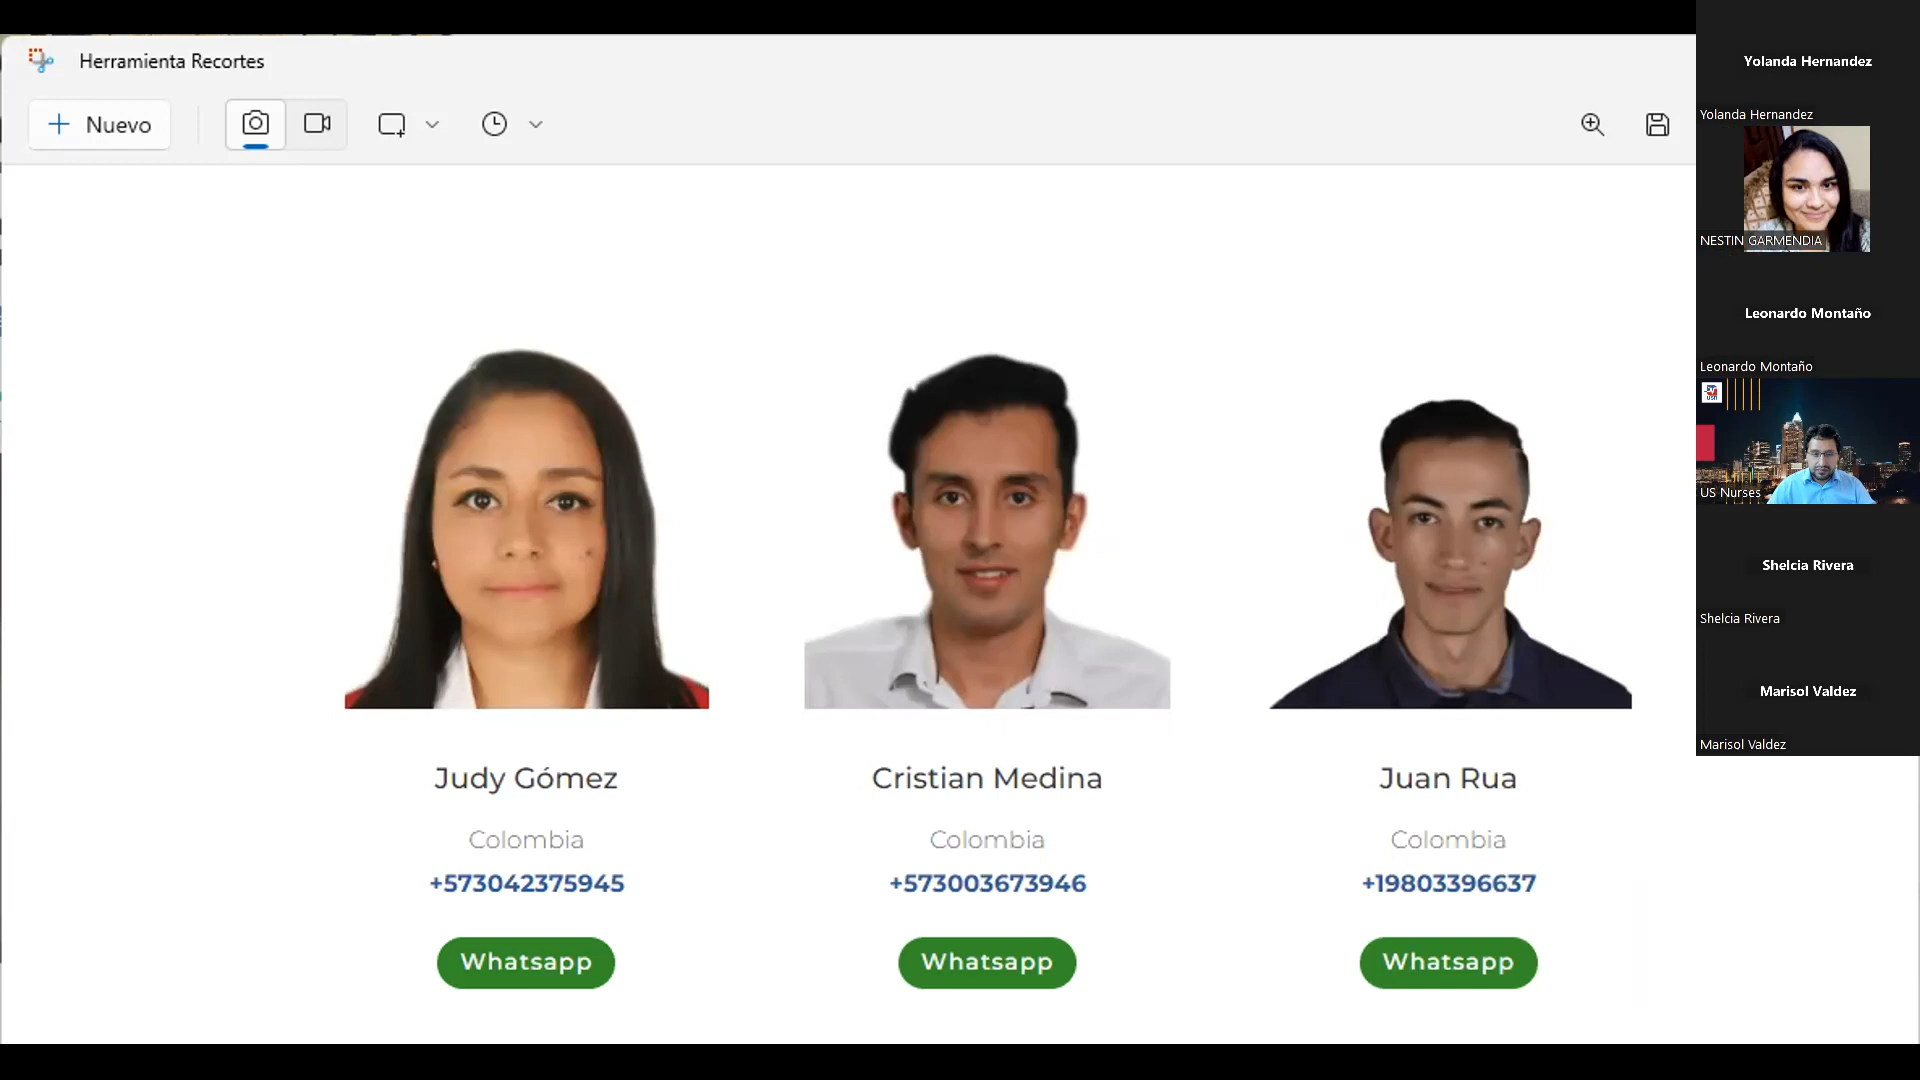 Herramienta Recortes
Nuevo
Judy Gómez
Colombia
+573042375945
Whatsapp
Cristian Medina
Colombia
+573003673946
Whatsapp
Juan Rua
Colombia
+19803396637
Whatsapp
Yolanda Hernandez
Yolanda Hernandez
NESTIN GARMENDIA
Leonardo Montaño
Leonardo Montaño
US Nurses
Shelcia Rivera
Shelcia Rivera
Marisol Valdez
Marisol Valdez